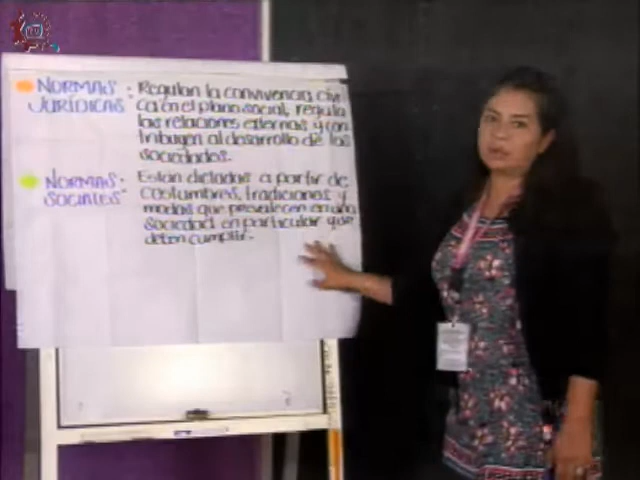 NORMAS : Regulan la convivencia cívi
JURÍDICAS ca en el plano social, regula
las relaciones externas y con
tribuyen al desarrollo de las
sociedades.
NORMAS : Están dictadas a partir de
SOCIALES costumbres, tradiciones y
modas que prevalecen en una
sociedad en particular y se
deben cumplir.